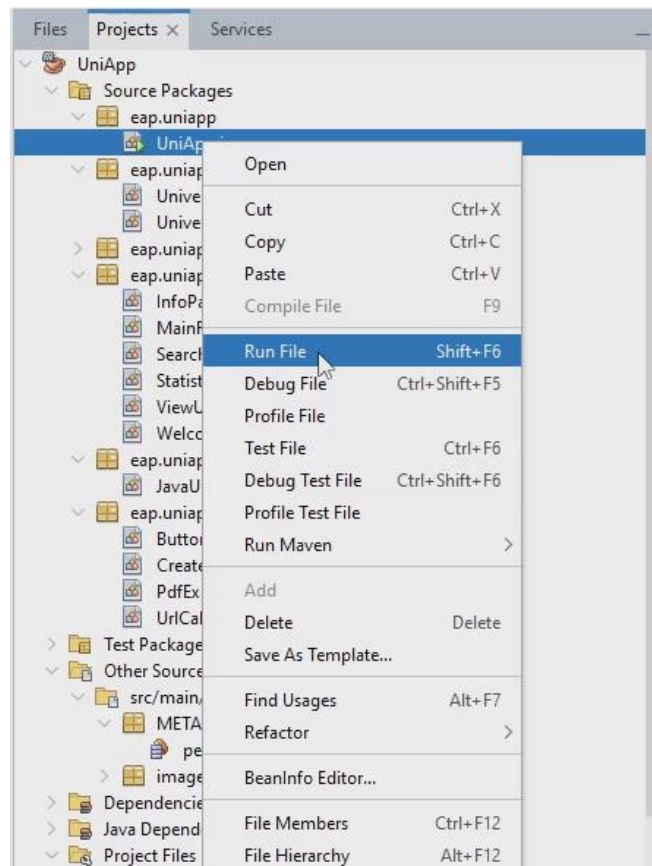 Files Projects × Services
UniApp
Source Packages
eap.uniapp
UniAp
Open
eap.uniap
Unive
Cut Ctrl+X
Unive
Copy Ctrl+C
eap.uniap
Paste Ctrl+V
eap.uniap
InfoPa
Compile File F9
MainF
Search
Run File Shift+F6
Statist
Debug File Ctrl+Shift+F5
ViewU
Profile File
Welco
Test File Ctrl+F6
eap.uniap
Debug Test File Ctrl+Shift+F6
JavaU
Profile Test File
eap.uniap
Button
Run Maven
Create
PdfEx
Add
UrlCal
Delete Delete
Test Package
Save As Template...
Other Source
src/main/
Find Usages Alt+F7
META
Refactor
pe
image
BeanInfo Editor...
Dependencie
Java Depend
File Members Ctrl+F12
Project Files
File Hierarchy Alt+F12